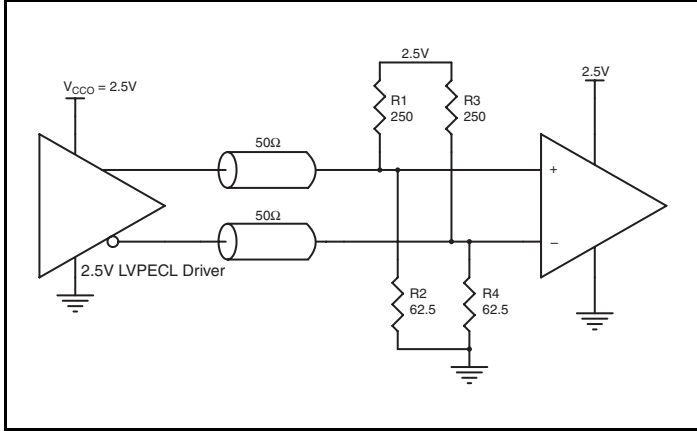 2.5V
V_CCO = 2.5V
2.5V
R1
250
R3
250
50Ω
+
50Ω
−
2.5V LVPECL Driver
R2
62.5
R4
62.5